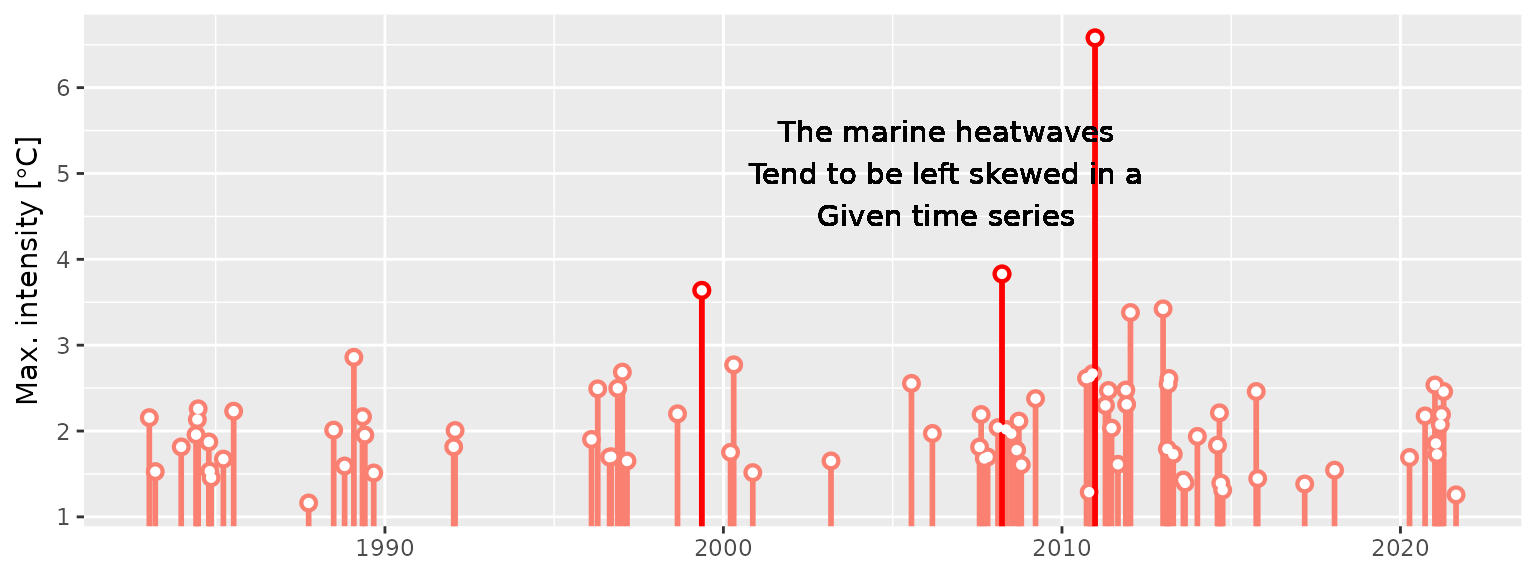 6
The marine heatwaves
5
Tend to be left skewed in a
Given time series
4
3
2
1
Max. intensity [°C]
1990
2000
2010
2020